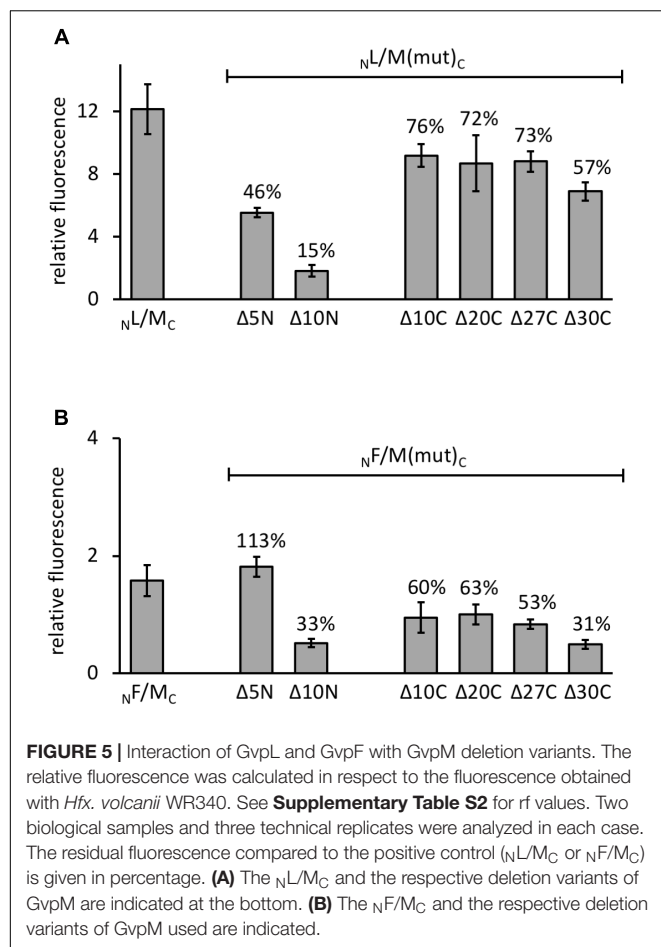 A
NL/M(mut)C
relative fluorescence
12
8
4
0
46%
15%
76%
72%
73%
57%
NL/MC
Δ5N
Δ10N
Δ10C
Δ20C
Δ27C
Δ30C
B
NF/M(mut)C
relative fluorescence
4
2
0
113%
33%
60%
63%
53%
31%
NF/MC
Δ5N
Δ10N
Δ10C
Δ20C
Δ27C
Δ30C
FIGURE 5 | Interaction of GvpL and GvpF with GvpM deletion variants. The
relative fluorescence was calculated in respect to the fluorescence obtained
with Hfx. volcanii WR340. See Supplementary Table S2 for rf values. Two
biological samples and three technical replicates were analyzed in each case.
The residual fluorescence compared to the positive control (NL/MC or NF/MC)
is given in percentage. (A) The NL/MC and the respective deletion variants of
GvpM are indicated at the bottom. (B) The NF/MC and the respective deletion
variants of GvpM used are indicated.